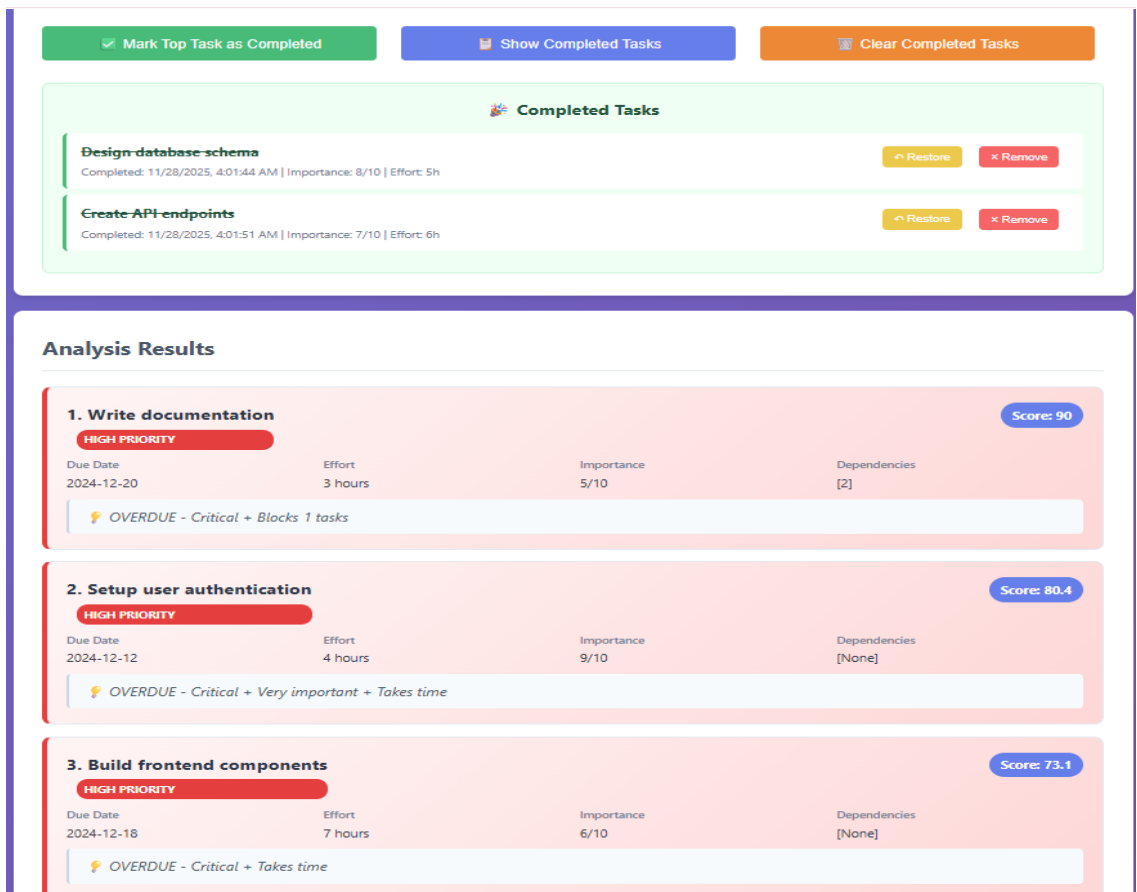 ✅ Mark Top Task as Completed
📋 Show Completed Tasks
🗑️ Clear Completed Tasks
🎉 Completed Tasks
Design database schema
↶ Restore
× Remove
Completed: 11/28/2025, 4:01:44 AM | Importance: 8/10 | Effort: 5h
Create API endpoints
↶ Restore
× Remove
Completed: 11/28/2025, 4:01:51 AM | Importance: 7/10 | Effort: 6h
Analysis Results
1. Write documentation
Score: 90
HIGH PRIORITY
Due Date Effort Importance Dependencies
2024-12-20 3 hours 5/10 [2]
💡 OVERDUE - Critical + Blocks 1 tasks
2. Setup user authentication
Score: 80.4
HIGH PRIORITY
Due Date Effort Importance Dependencies
2024-12-12 4 hours 9/10 [None]
💡 OVERDUE - Critical + Very important + Takes time
3. Build frontend components
Score: 73.1
HIGH PRIORITY
Due Date Effort Importance Dependencies
2024-12-18 7 hours 6/10 [None]
💡 OVERDUE - Critical + Takes time